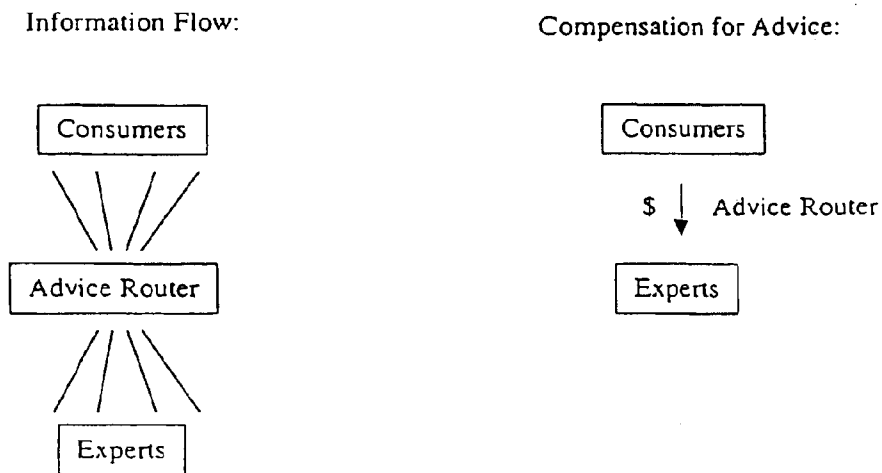 Information Flow:
Consumers
Advice Router
Experts
Compensation for Advice:
Consumers
$ Advice Router
Experts